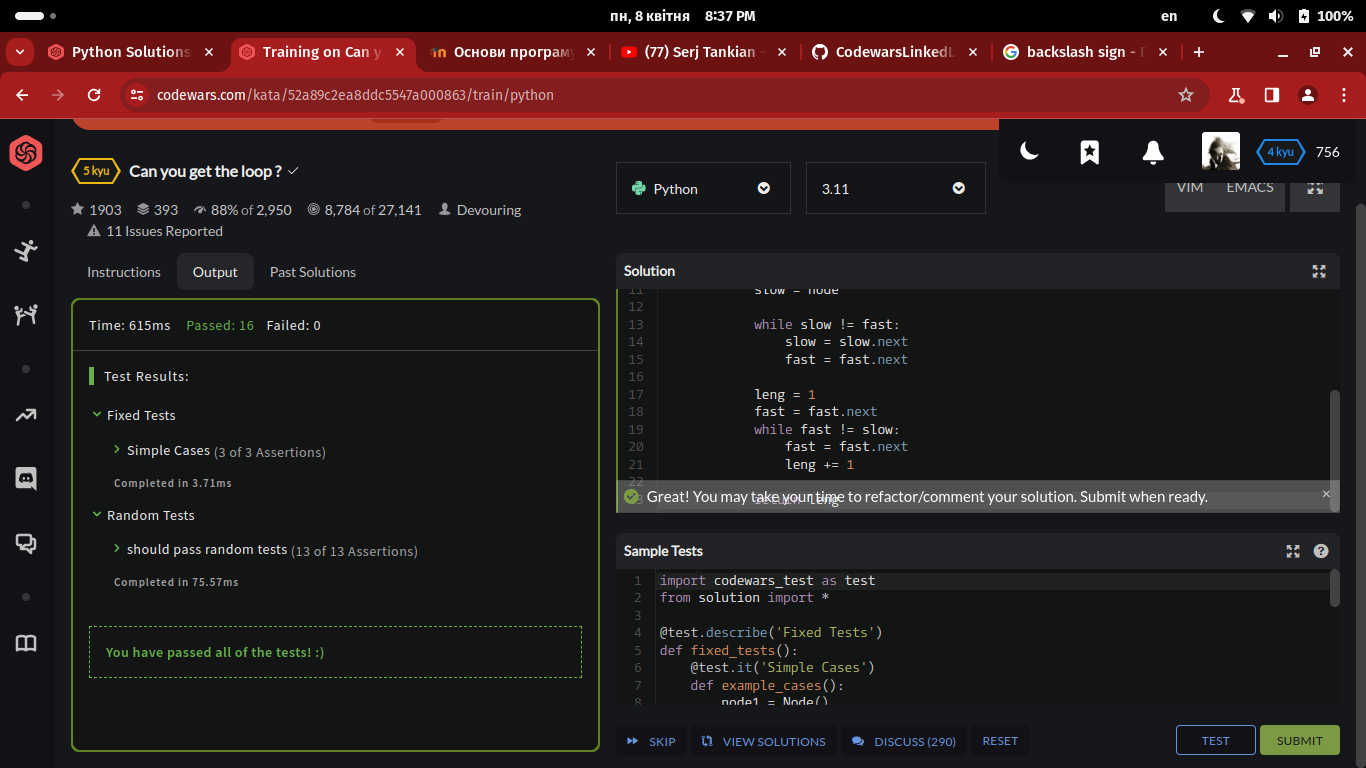 пн, 8 квітня 8:37 PM
en 100%
Python Solutions
Training on Can y
Основи програм
(77) Serj Tankian -
CodewarsLinkedL
backslash sign -
codewars.com/kata/52a89c2ea8ddc5547a000863/train/python
5 kyu Can you get the loop ?
4 kyu 756
Python
3.11
VIM EMACS
1903 393 88% of 2,950 8,784 of 27,141 Devouring
11 Issues Reported
Instructions Output Past Solutions
Time: 615ms Passed: 16 Failed: 0
Test Results:
Fixed Tests
Simple Cases (3 of 3 Assertions)
Completed in 3.71ms
Random Tests
should pass random tests (13 of 13 Assertions)
Completed in 75.57ms
You have passed all of the tests! :)
Solution
11 slow = node
12
13 while slow != fast:
14 slow = slow.next
15 fast = fast.next
16
17 leng = 1
18 fast = fast.next
19 while fast != slow:
20 fast = fast.next
21 leng += 1
22
return leng
Great! You may take your time to refactor/comment your solution. Submit when ready.
Sample Tests
1 import codewars_test as test
2 from solution import *
3
4 @test.describe('Fixed Tests')
5 def fixed_tests():
6 @test.it('Simple Cases')
7 def example_cases():
8 node1 = Node()
SKIP VIEW SOLUTIONS DISCUSS (290) RESET TEST SUBMIT